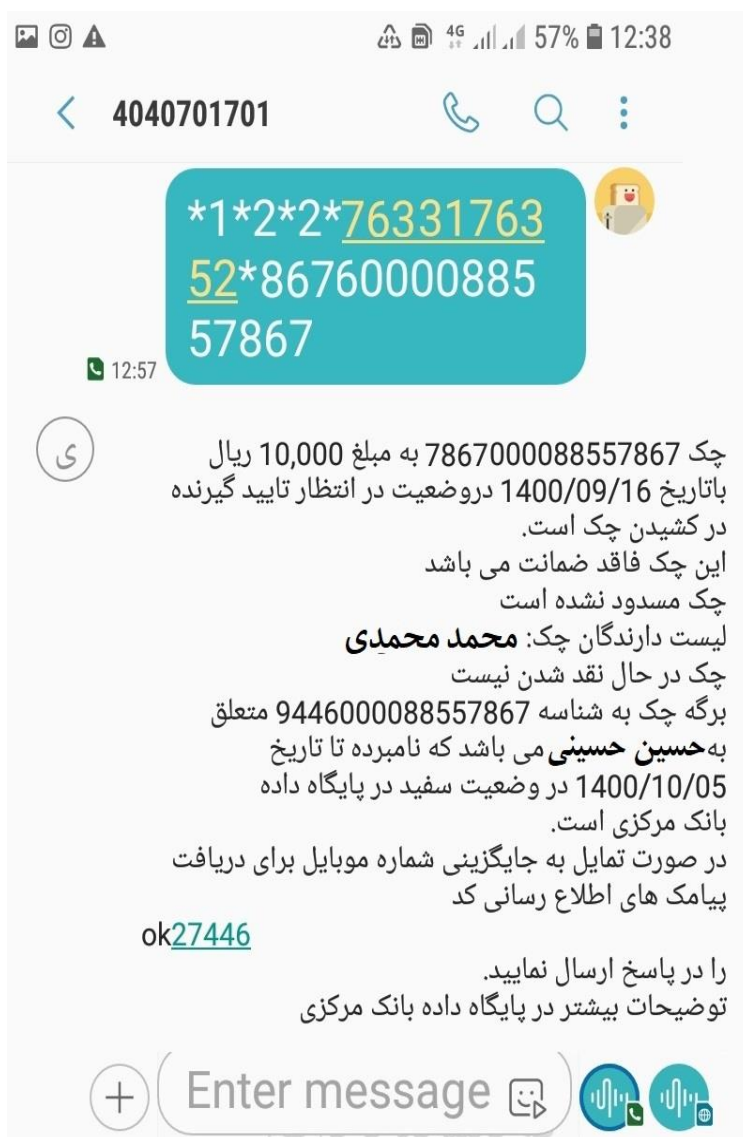 4G 57% 12:38
4040701701
*1*2*2*76331763
52*86760000885
57867
12:57
ی
چک 7867000088557867 به مبلغ 10,000 ریال
باتاریخ 1400/09/16 دروضعیت در انتظار تایید گیرنده
در کشیدن چک است.
این چک فاقد ضمانت می باشد
چک مسدود نشده است
لیست دارندگان چک: محمد محمدی
چک در حال نقد شدن نیست
برگه چک به شناسه 9446000088557867 متعلق
به حسین حسینی می باشد که نامبرده تا تاریخ
1400/10/05 در وضعیت سفید در پایگاه داده
بانک مرکزی است.
در صورت تمایل به جایگزینی شماره موبایل برای دریافت
پیامک های اطلاع رسانی کد
ok27446
را در پاسخ ارسال نمایید.
توضیحات بیشتر در پایگاه داده بانک مرکزی
Enter message